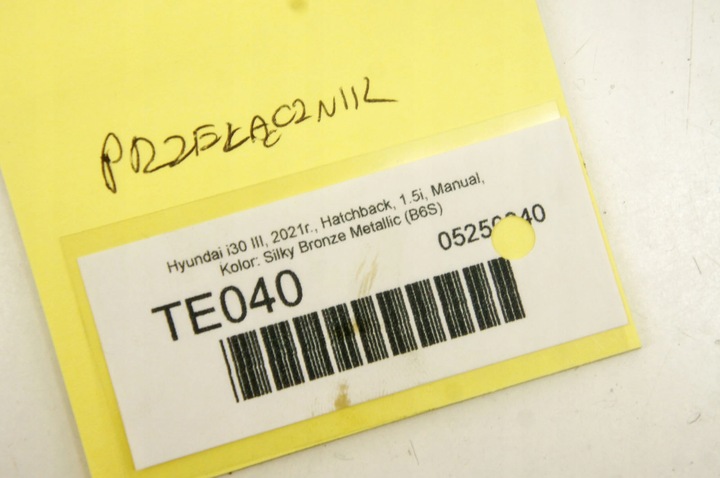 PRZEŁĄCZNIK
Hyundai i30 III, 2021r., Hatchback, 1.5i, Manual,
Kolor: Silky Bronze Metallic (B6S)
TE040